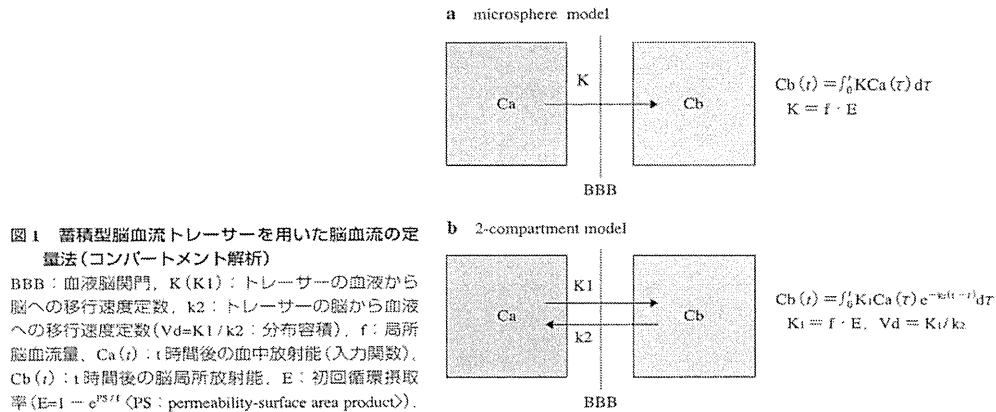 a microsphere model
Ca
K
Cb
BBB
Cb (t) =∫₀ᵗKCa (τ) dτ
K = f · E
b 2-compartment model
Ca
K1
k2
Cb
BBB
Cb (t) =∫₀ᵗK₁Ca (τ) e⁻ᵏ²⁽ᵗ⁻ᵗ⁾dτ
K₁ = f · E, Vd = K₁/k₂
図 1 蓄積型脳血流トレーサーを用いた脳血流の定
量法(コンパートメント解析)
BBB：血液脳関門，K (K1)：トレーサーの血液から
脳への移行速度定数，k2：トレーサーの脳から血液
への移行速度定数(Vd=K1 / k2：分布容積)，f：局所
脳血流量，Ca (t)：t 時間後の血中放射能(入力関数)，
Cb (t)：t 時間後の脳局所放射能，E：初回循環摂取
率(E=1 − eᴾˢ/ᶠ〈PS：permeability-surface area product〉)．